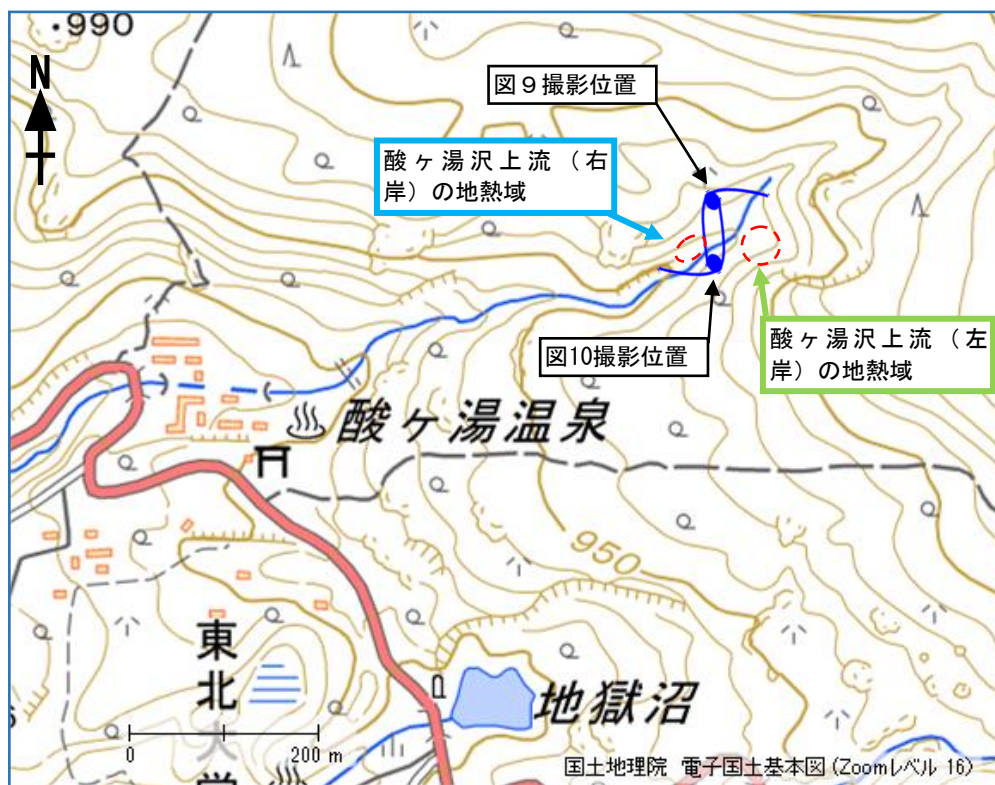 ・990
N
図9撮影位置
酸ヶ湯沢上流（右
岸）の地熱域
図10撮影位置
酸ヶ湯沢上流（左
岸）の地熱域
酸ヶ湯温泉
950
東北大学
地獄沼
0 200 m
国土地理院 電子国土基本図(Zoomレベル 16)